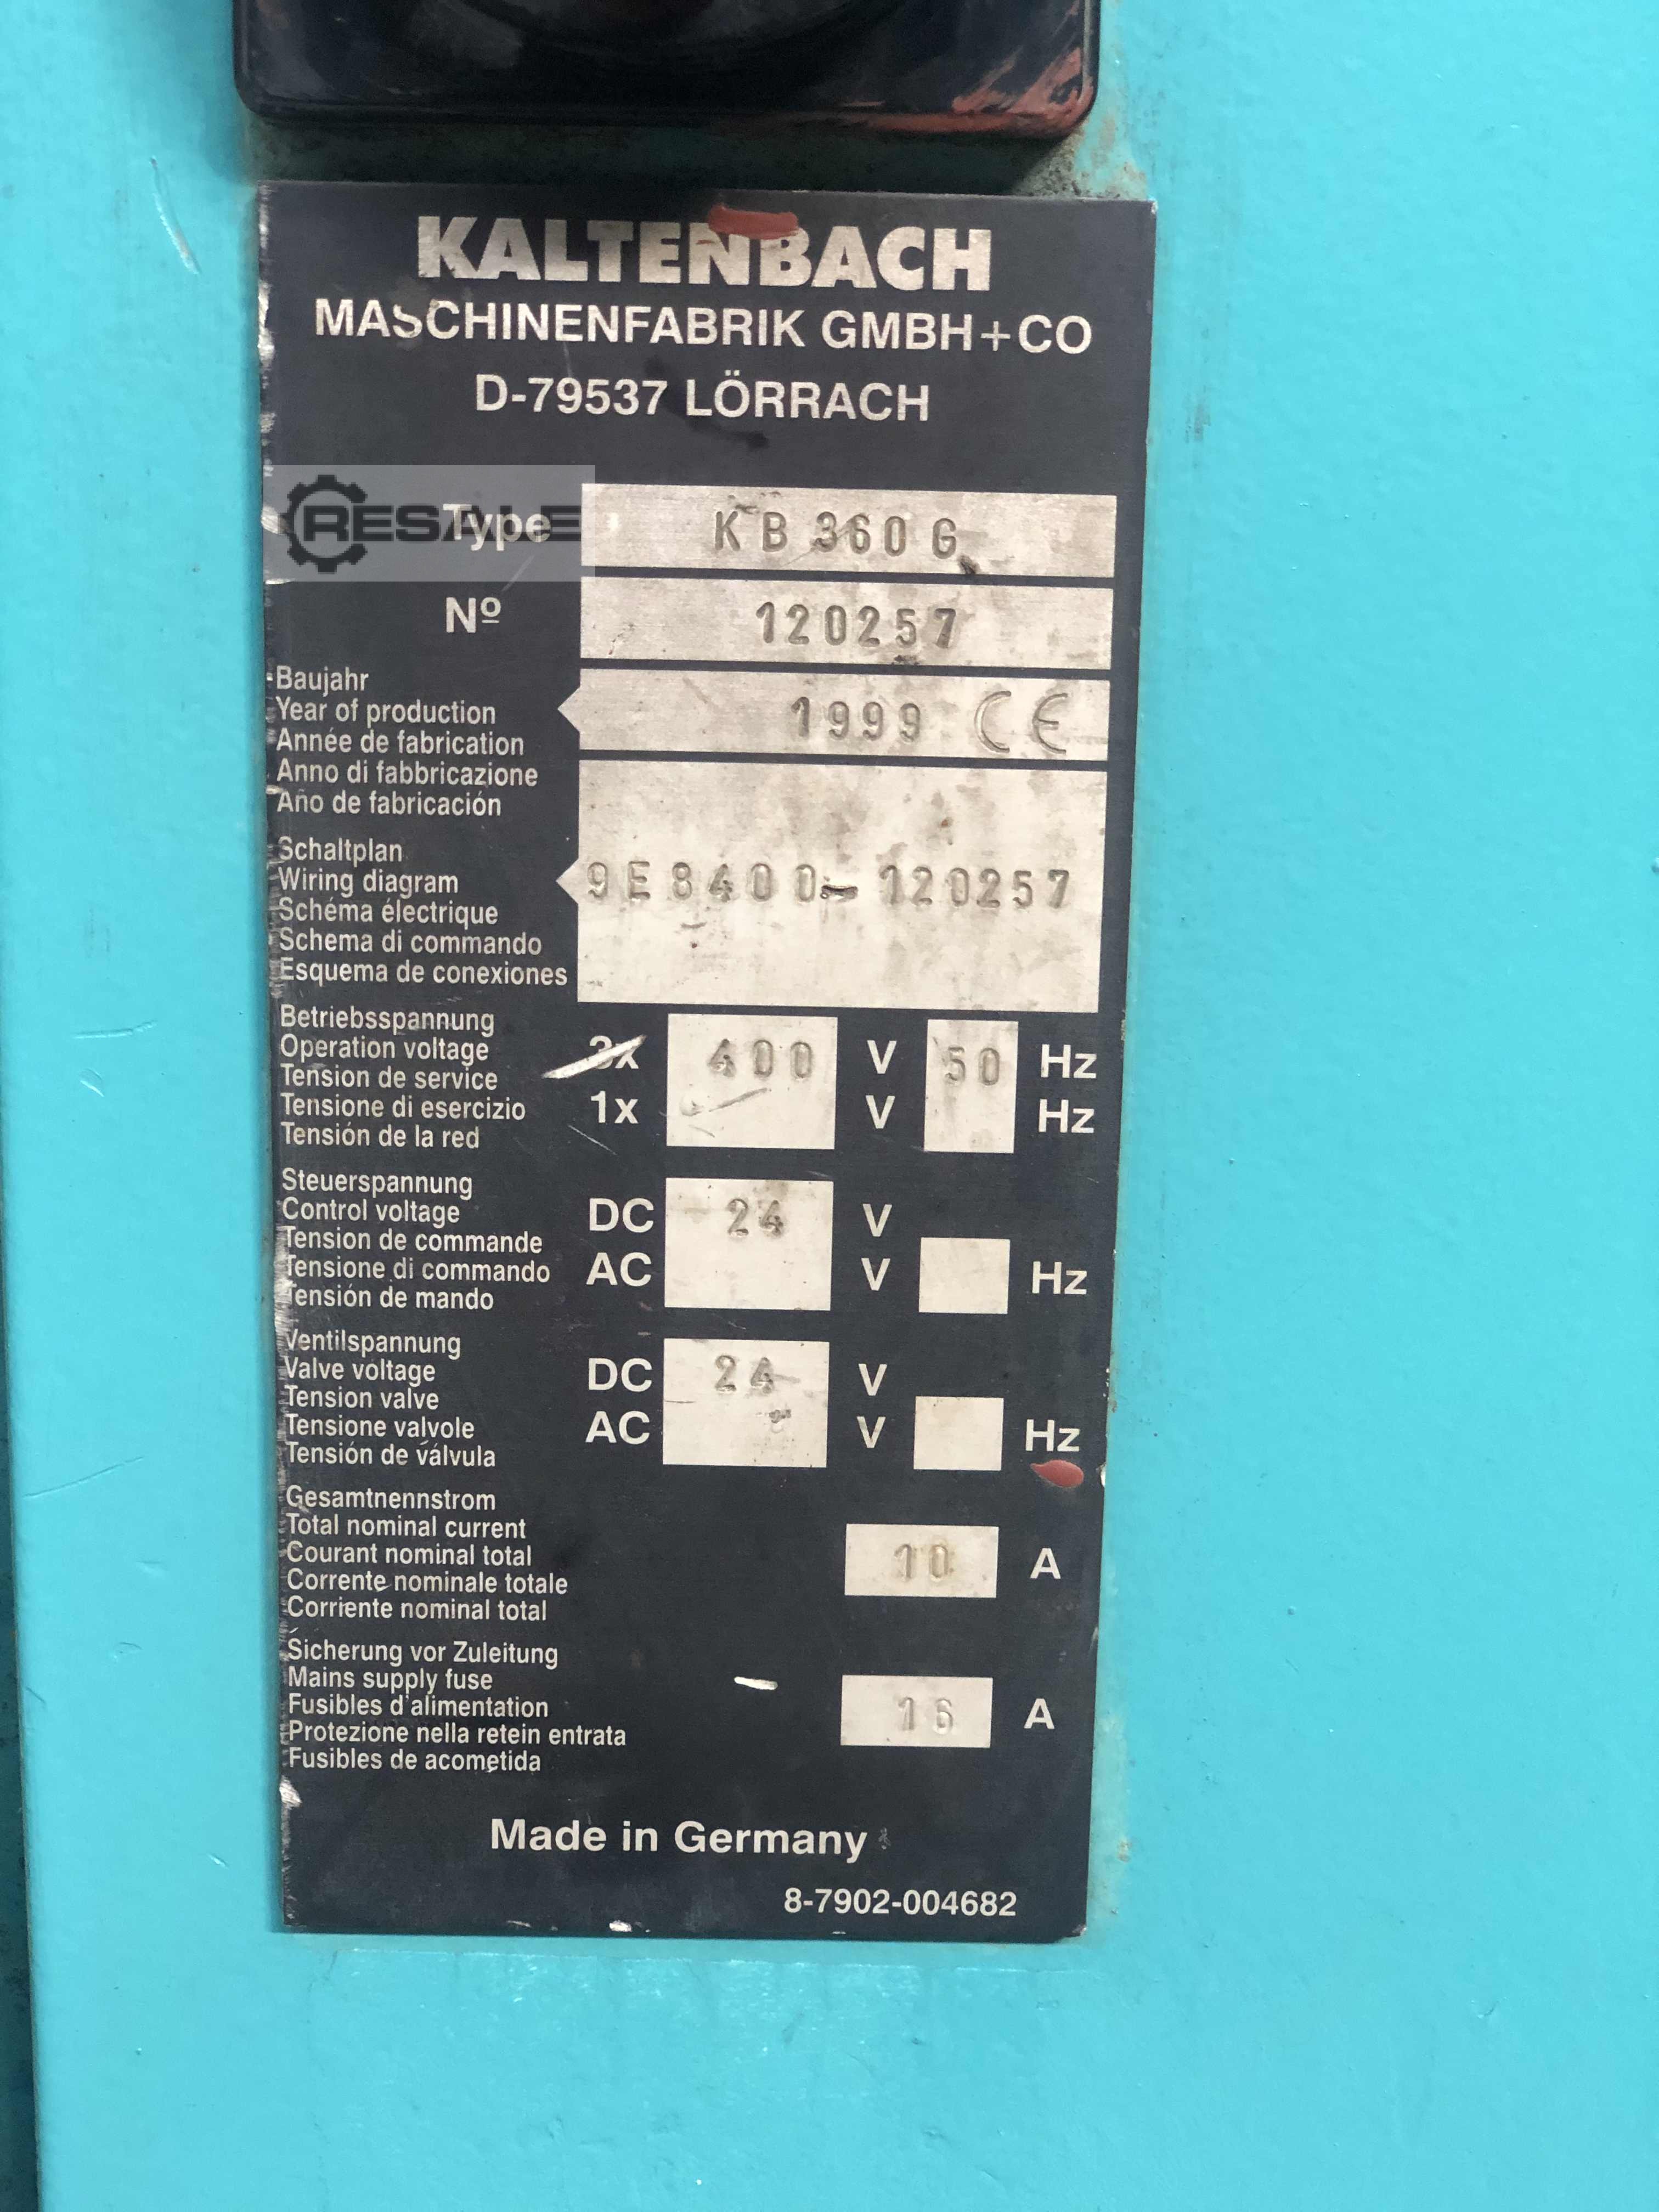 KALTENBACH
MASCHINENFABRIK GMBH+CO
D-79537 LÖRRACH
RESALE
Type KB 360 G
Nº 120257
Baujahr
Year of production 1999 CE
Année de fabrication
Anno di fabbricazione
Año de fabricación
Schaltplan
Wiring diagram 9E8400-120257
Schéma électrique
Schema di commando
Esquema de conexiones
Betriebsspannung
Operation voltage 3x 400 V 50 Hz
Tension de service
Tensione di esercizio 1x V Hz
Tensión de la red
Steuerspannung
Control voltage DC 24 V
Tension de commande
Tensione di commando AC V Hz
Tensión de mando
Ventilspannung
Valve voltage DC 24 V
Tension valve
Tensione valvole AC V Hz
Tensión de válvula
Gesamtnennstrom
Total nominal current
Courant nominal total 10 A
Corrente nominale totale
Corriente nominal total
Sicherung vor Zuleitung
Mains supply fuse
Fusibles d'alimentation 16 A
Protezione nella retein entrata
Fusibles de acometida
Made in Germany
8-7902-004682